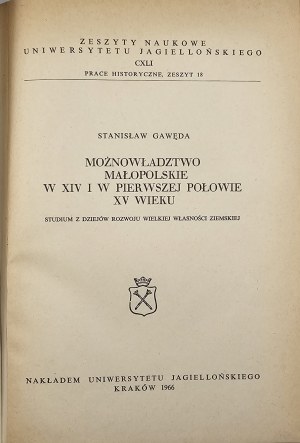 ZESZYTY NAUKOWE
UNIWERSYTETU JAGIELLOŃSKIEGO
CXLI
PRACE HISTORYCZNE, ZESZYT 18
STANISŁAW GAWĘDA
MOŻNOWŁADZTWO
MAŁOPOLSKIE
W XIV I W PIERWSZEJ POŁOWIE
XV WIEKU
STUDIUM Z DZIEJÓW ROZWOJU WIELKIEJ WŁASNOŚCI ZIEMSKIEJ
NAKŁADEM UNIWERSYTETU JAGIELLOŃSKIEGO
KRAKÓW 1966